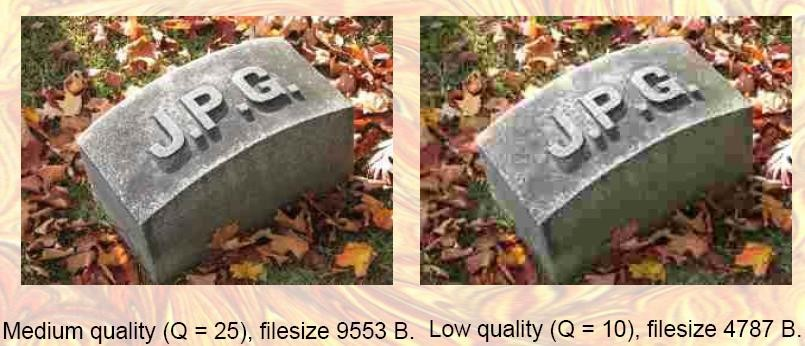 J.P.G.
J.P.G.
Medium quality (Q = 25), filesize 9553 B.
Low quality (Q = 10), filesize 4787 B.